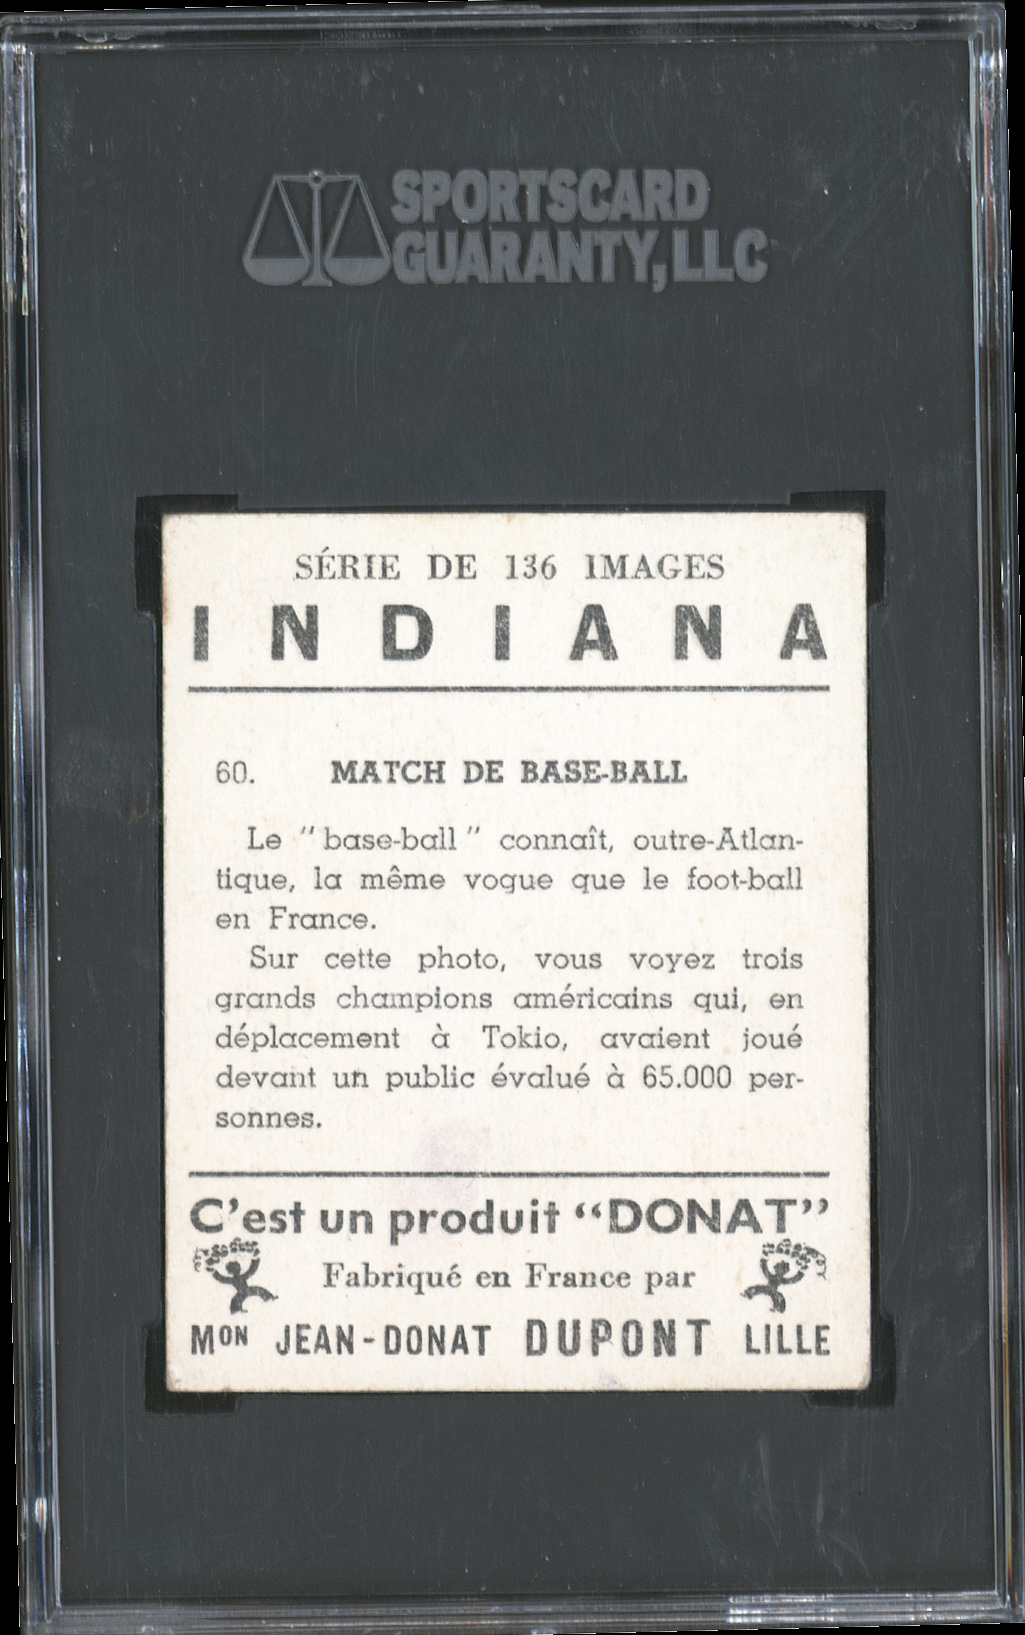 SPORTSCARD
GUARANTY, LLC
SÉRIE DE 136 IMAGES
INDIANA
60. MATCH DE BASE-BALL
Le "base-ball" connaît, outre-Atlan-
tique, la même vogue que le foot-ball
en France.
Sur cette photo, vous voyez trois
grands champions américains qui, en
déplacement à Tokio, avaient joué
devant un public évalué à 65.000 per-
sonnes.
C'est un produit “DONAT”
Fabriqué en France par
MON JEAN-DONAT DUPONT LILLE